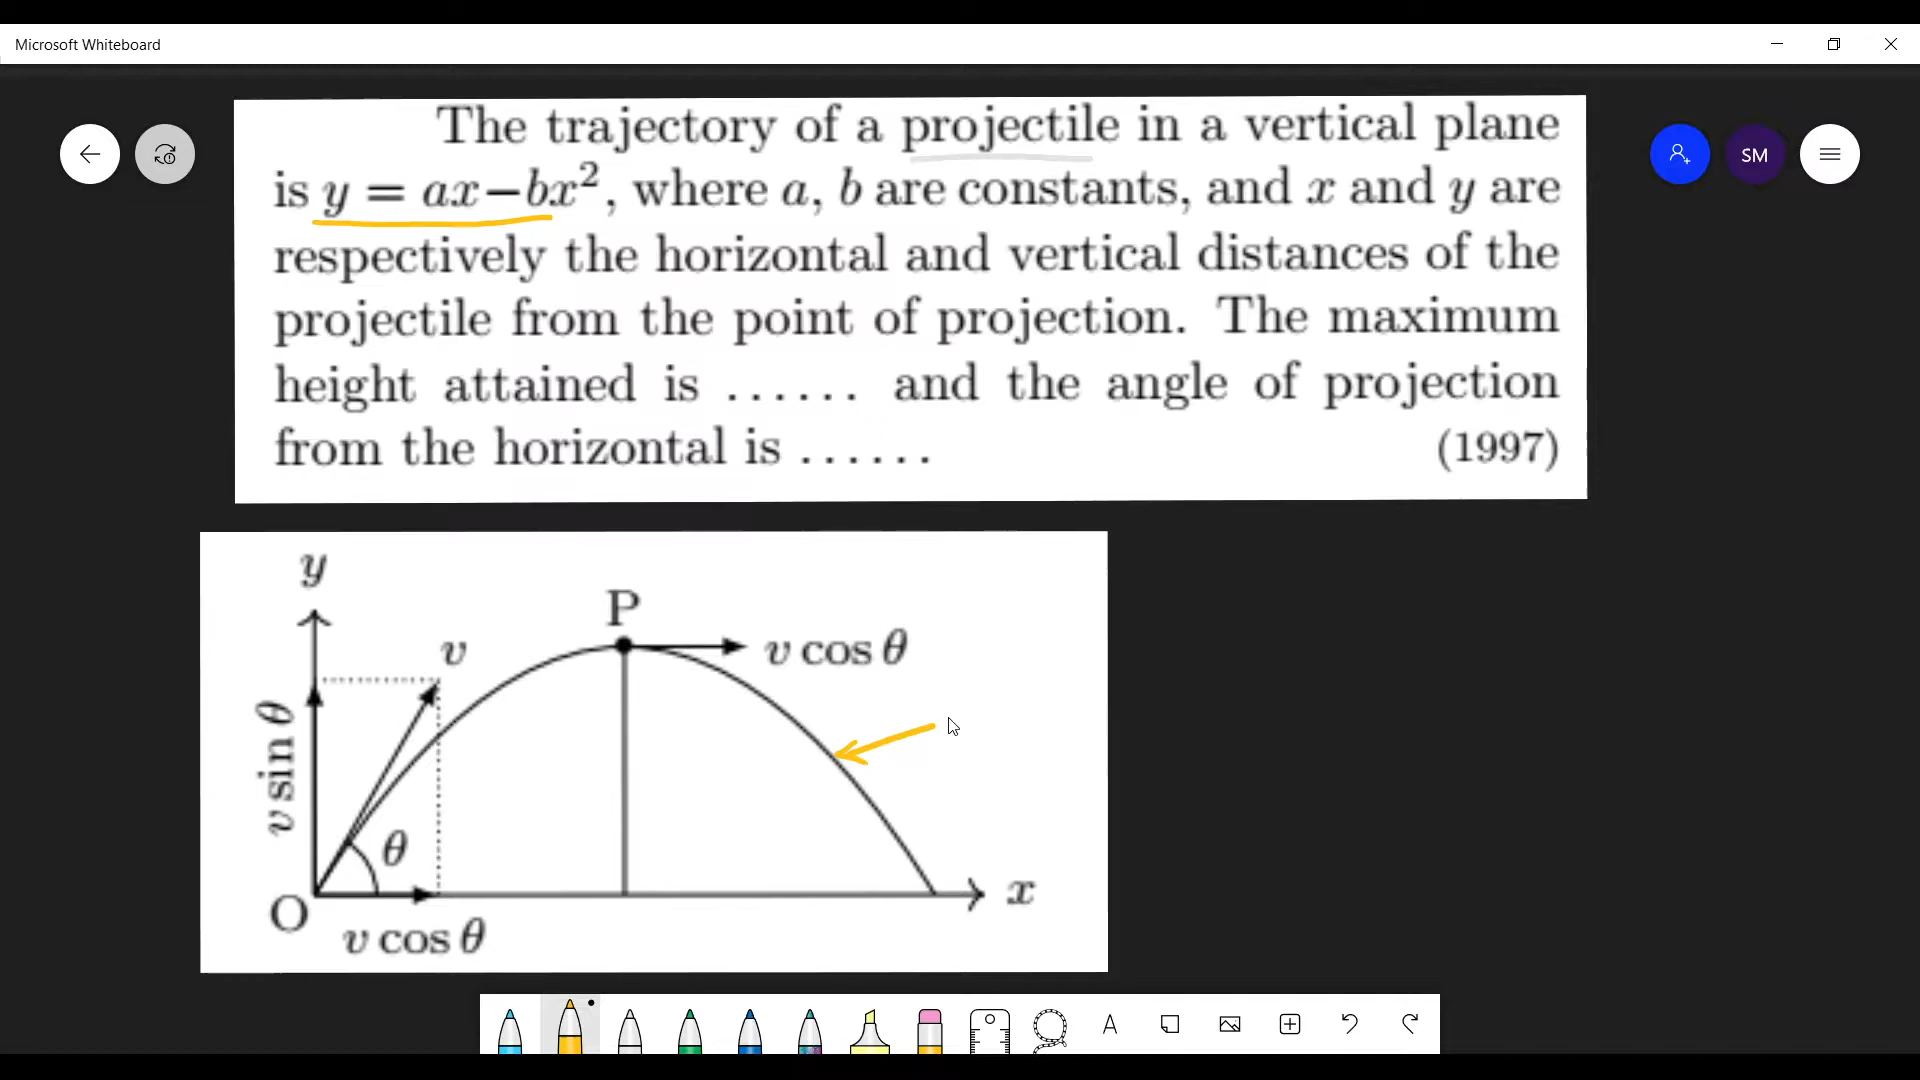 Microsoft Whiteboard
SM
The trajectory of a projectile in a vertical plane
is y = ax−bx², where a, b are constants, and x and y are
respectively the horizontal and vertical distances of the
projectile from the point of projection. The maximum
height attained is ...... and the angle of projection
from the horizontal is ...... (1997)
y
P
v
v cos θ
v sin θ
θ
O
x
v cos θ
A